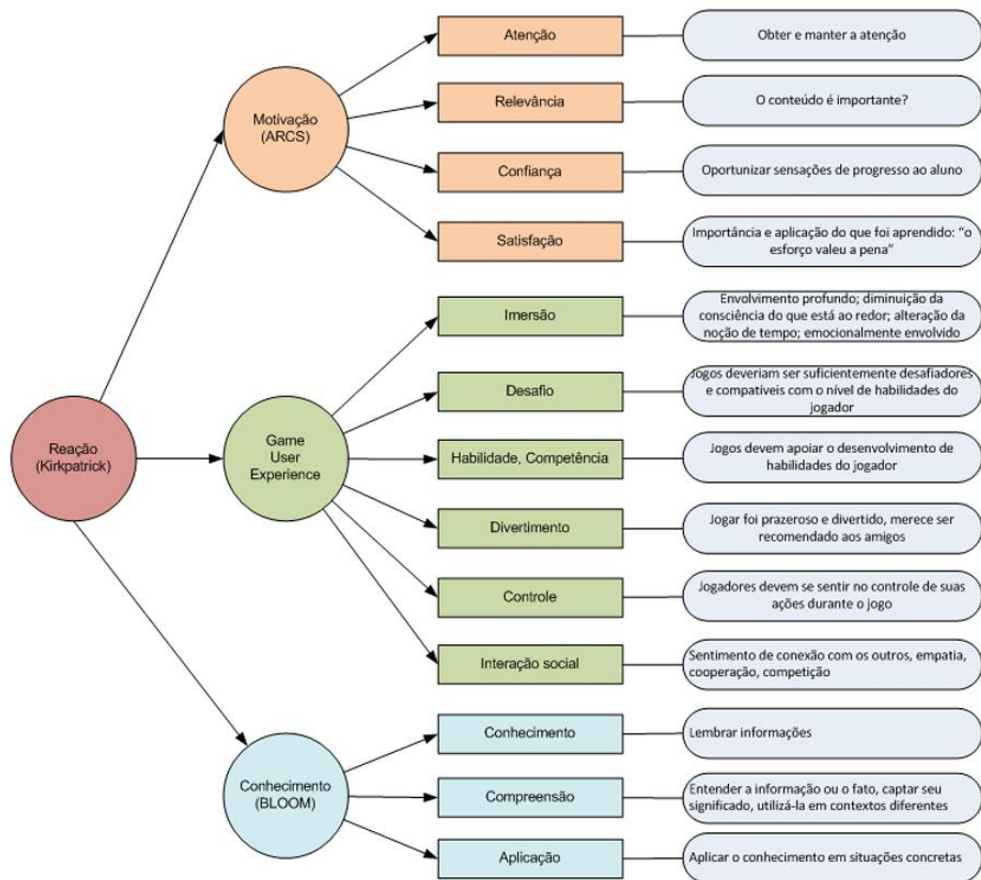 Atenção
Obter e manter a atenção
Relevância
O conteúdo é importante?
Motivação
(ARCS)
Confiança
Oportunizar sensações de progresso ao aluno
Satisfação
Importância e aplicação do que foi aprendido: “o
esforço valeu a pena”
Imersão
Envolvimento profundo; diminuição da
consciência do que está ao redor; alteração da
noção de tempo; emocionalmente envolvido
Desafio
Jogos deveriam ser suficientemente desafiadores
e compatíveis com o nível de habilidades do
jogador
Reação
(Kirkpatrick)
Game
User
Experience
Habilidade, Competência
Jogos devem apoiar o desenvolvimento de
habilidades do jogador
Divertimento
Jogar foi prazeroso e divertido, merece ser
recomendado aos amigos
Controle
Jogadores devem se sentir no controle de suas
ações durante o jogo
Interação social
Sentimento de conexão com os outros, empatia,
cooperação, competição
Conhecimento
Lembrar informações
Conhecimento
(BLOOM)
Compreensão
Entender a informação ou o fato, captar seu
significado, utilizá-la em contextos diferentes
Aplicação
Aplicar o conhecimento em situações concretas